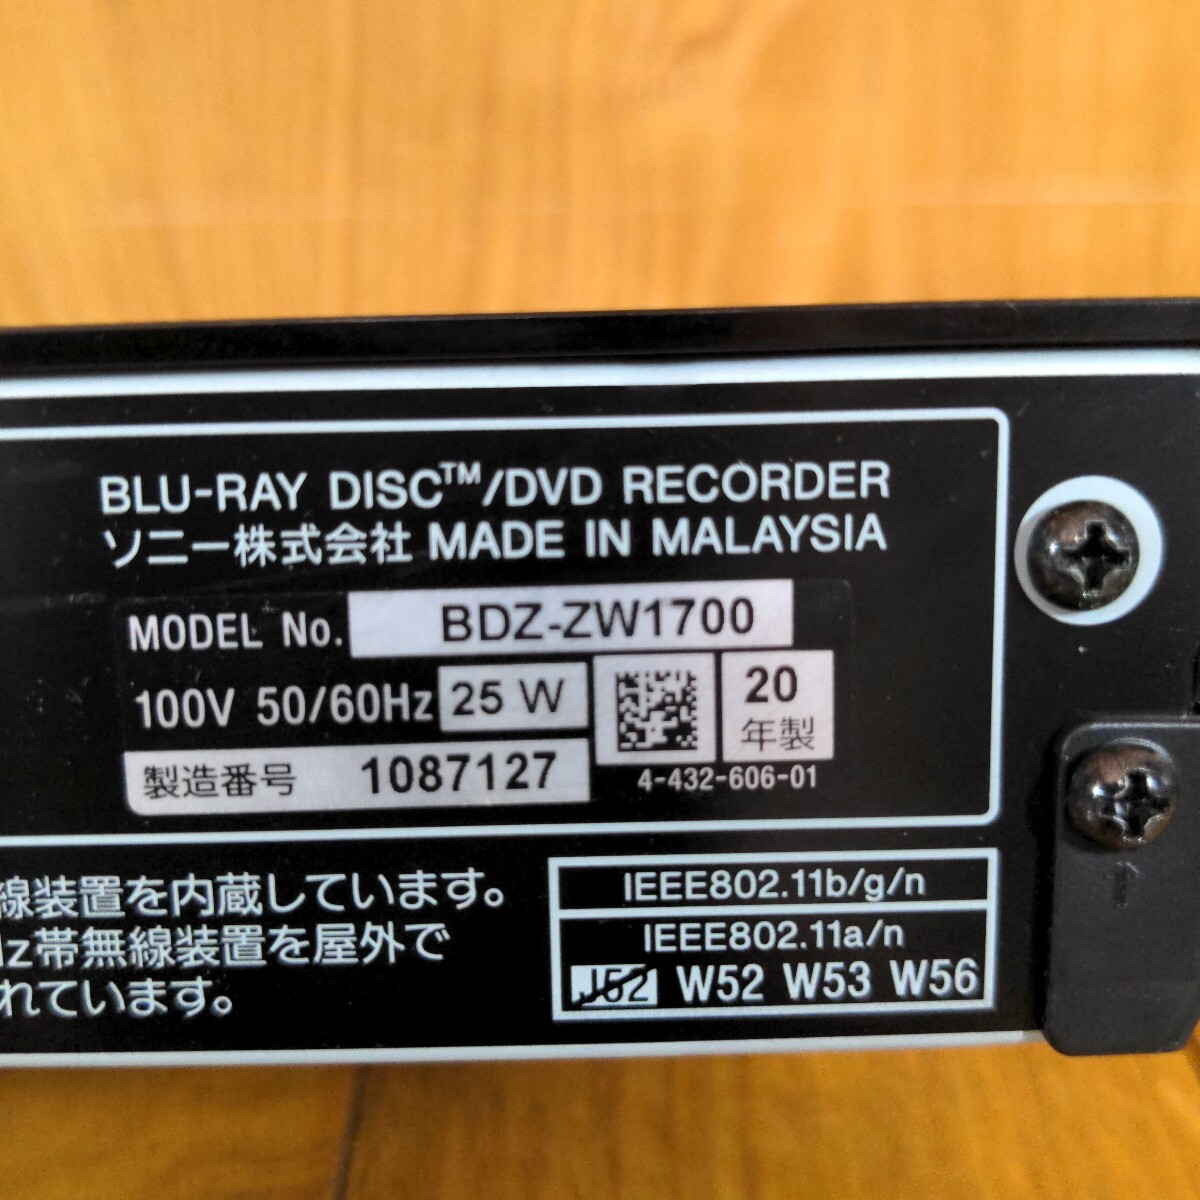 BLU-RAY DISC™/DVD RECORDER
ソニー株式会社 MADE IN MALAYSIA
MODEL No. BDZ-ZW1700
100V 50/60Hz 25 W
20
年製
製造番号 1087127
4-432-606-01
線装置を内蔵しています。
Hz帯無線装置を屋外で
れています。
IEEE802.11b/g/n
IEEE802.11a/n
J52 W52 W53 W56
↑